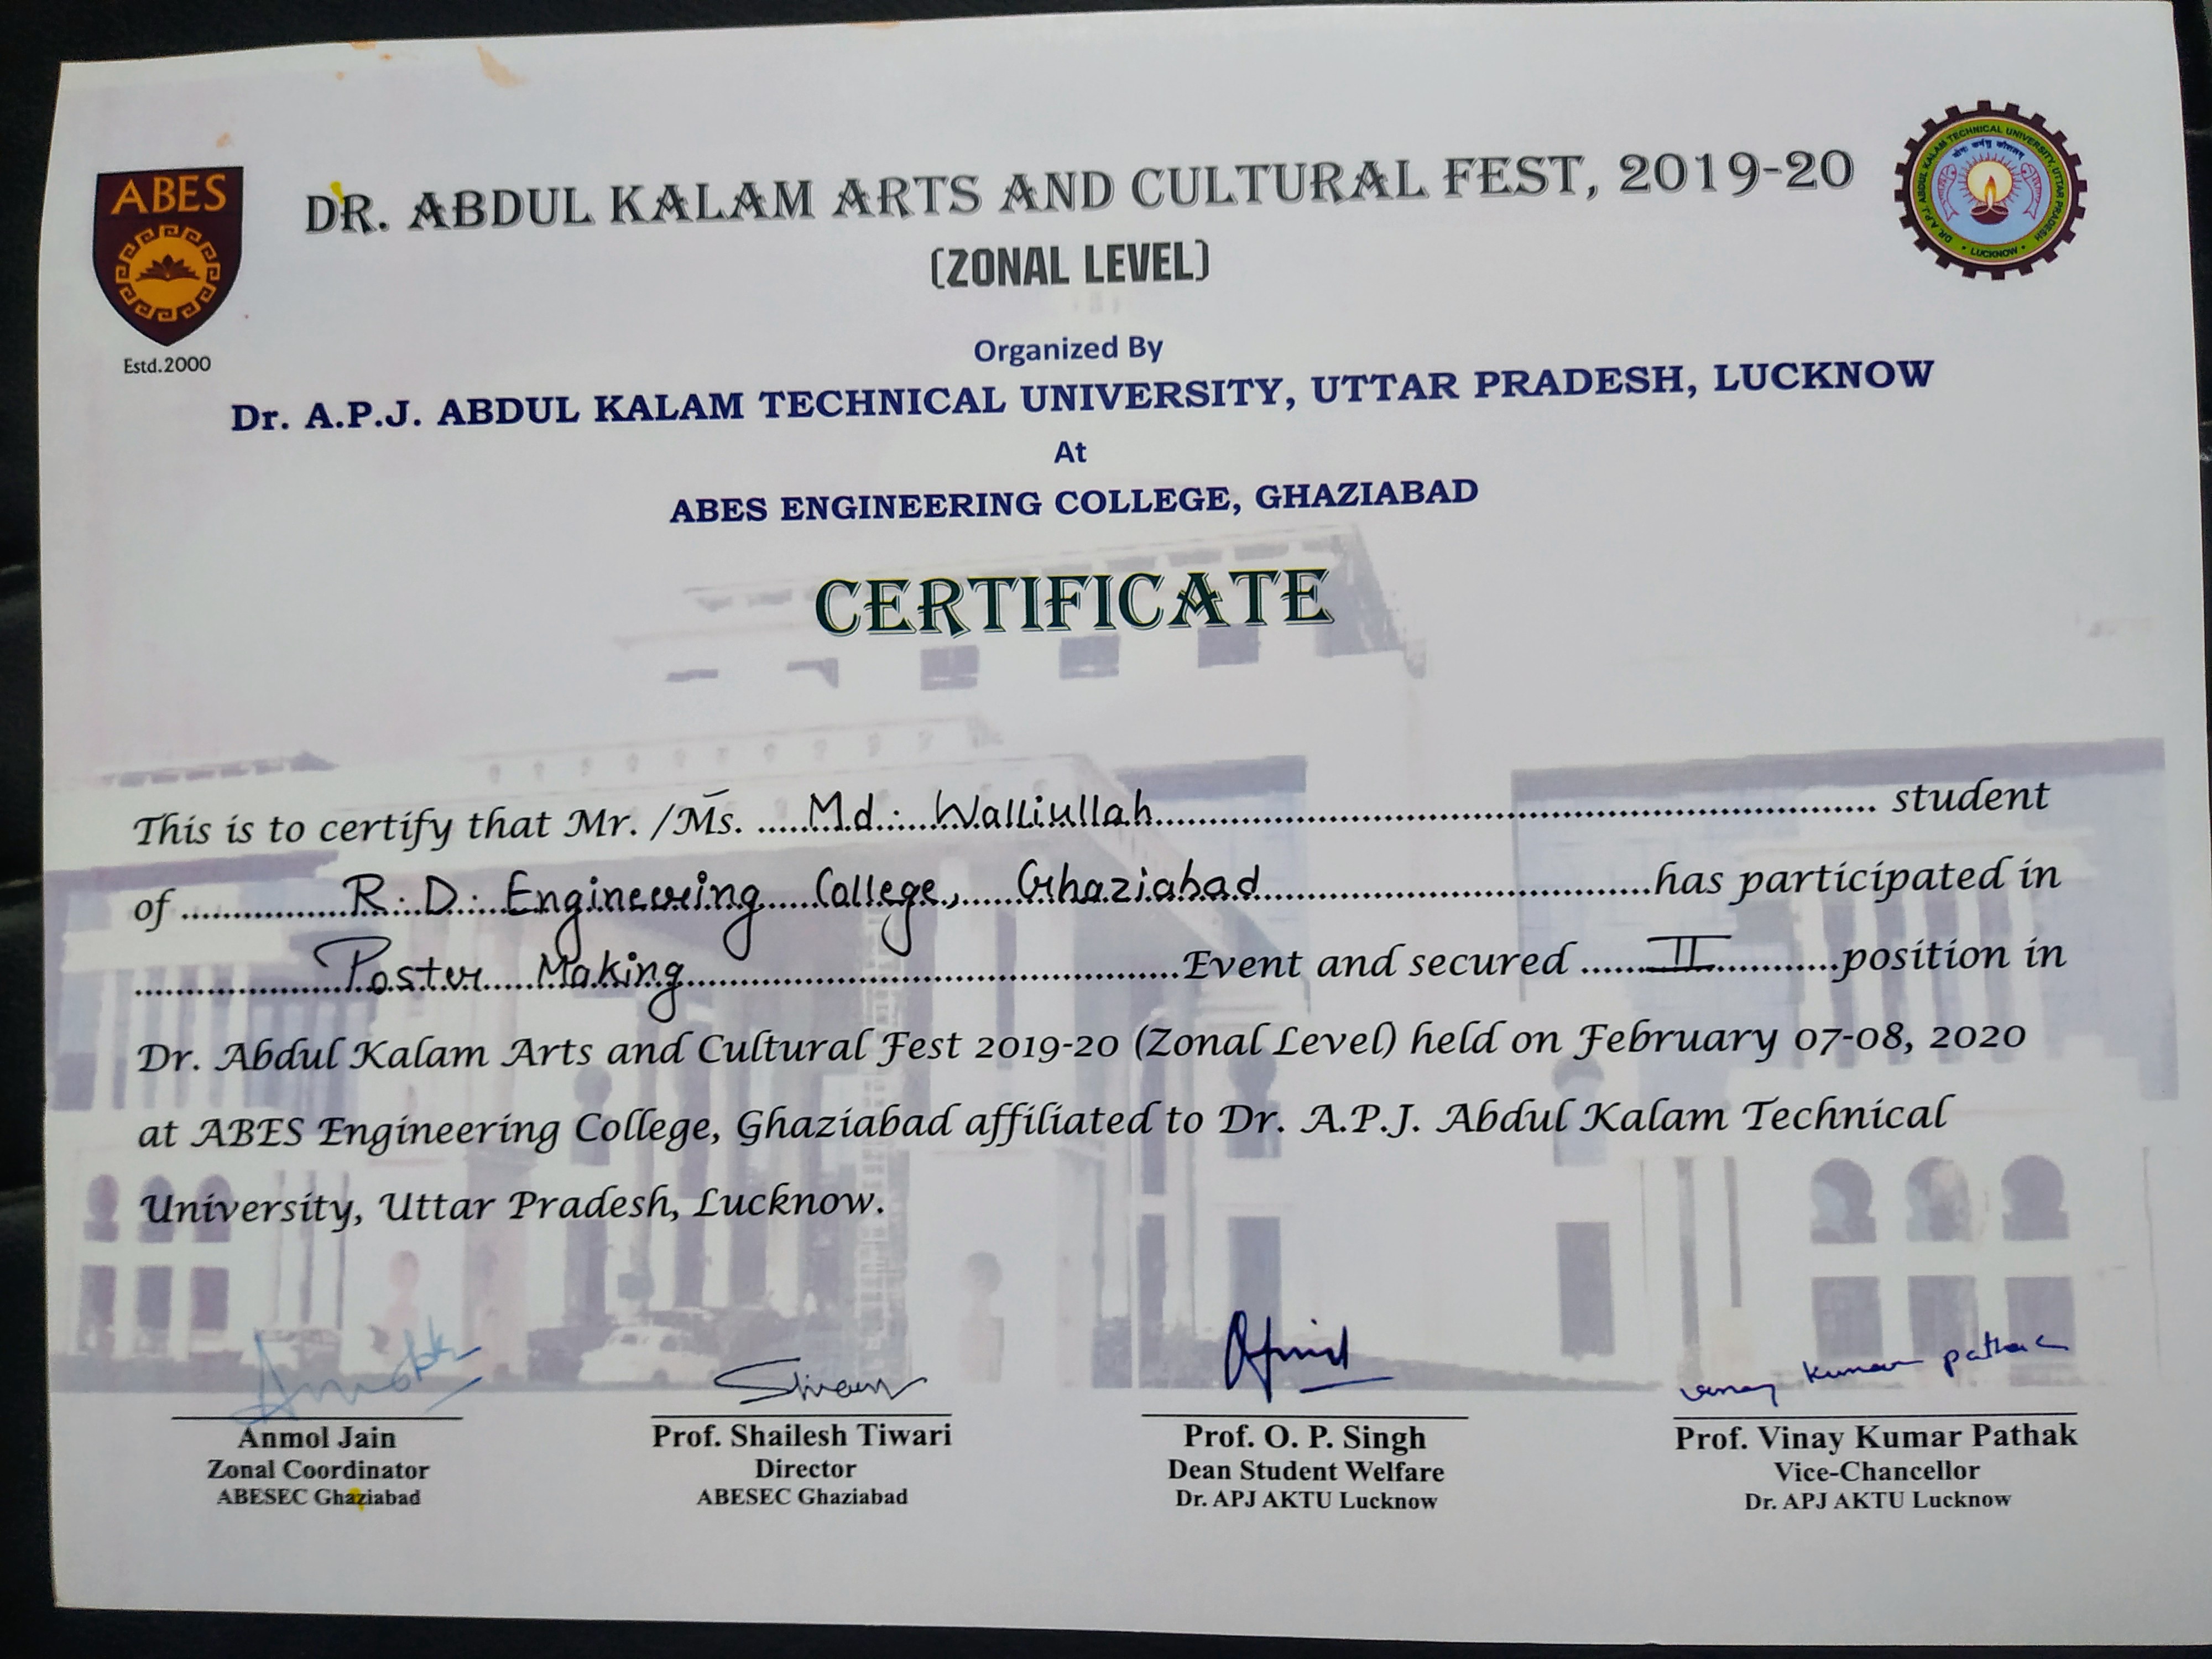 ABES
Estd.2000
DR. ABDUL KALAM ARTS AND CULTURAL FEST, 2019-20
(ZONAL LEVEL)
DR. A.P.J. ABDUL KALAM TECHNICAL UNIVERSITY, UTTAR PRADESH
LUCKNOW
योगः कर्मसु कौशलम्
Organized By
Dr. A.P.J. ABDUL KALAM TECHNICAL UNIVERSITY, UTTAR PRADESH, LUCKNOW
At
ABES ENGINEERING COLLEGE, GHAZIABAD
CERTIFICATE
This is to certify that Mr. /Ms. ......Md. Walliullah...... student
of ......R.D. Engineering College, Ghaziabad......has participated in
......Poster Making......Event and secured ......II......position in
Dr. Abdul Kalam Arts and Cultural Fest 2019-20 (Zonal Level) held on February 07-08, 2020
at ABES Engineering College, Ghaziabad affiliated to Dr. A.P.J. Abdul Kalam Technical
University, Uttar Pradesh, Lucknow.
vinay kumar pathak
Anmol Jain
Zonal Coordinator
ABESEC Ghaziabad
Prof. Shailesh Tiwari
Director
ABESEC Ghaziabad
Prof. O. P. Singh
Dean Student Welfare
Dr. APJ AKTU Lucknow
Prof. Vinay Kumar Pathak
Vice-Chancellor
Dr. APJ AKTU Lucknow